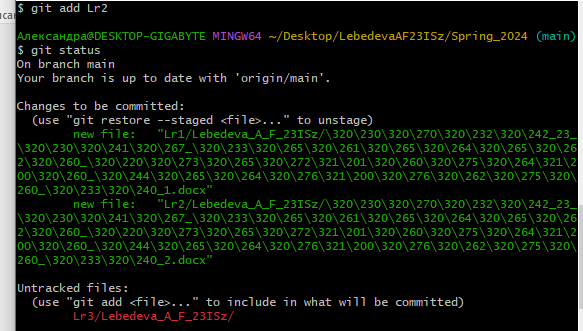 $ git add Lr2
Александра@DESKTOP-GIGABYTE MINGW64 ~/Desktop/LebedevaAF23ISz/Spring_2024 (main)
$ git status
On branch main
Your branch is up to date with 'origin/main'.
Changes to be committed:
(use "git restore --staged <file>..." to unstage)
new file: "Lr1/Lebedeva_A_F_23ISz/\320\230\320\270\320\232\320\242_23_
\320\230\320\241\320\267_\320\233\320\265\320\261\320\265\320\264\320\265\320\26
2\320\260_\320\220\320\273\320\265\320\272\321\201\320\260\320\275\320\264\321\2
00\320\260_\320\244\320\265\320\264\320\276\321\200\320\276\320\262\320\275\320\
260_\320\233\320\240_1.docx"
new file: "Lr2/Lebedeva_A_F_23ISz/\320\230\320\270\320\232\320\242_23_
\320\230\320\241\320\267_\320\233\320\265\320\261\320\265\320\264\320\265\320\26
2\320\260_\320\220\320\273\320\265\320\272\321\201\320\260\320\275\320\264\321\2
00\320\260_\320\244\320\265\320\264\320\276\321\200\320\276\320\262\320\275\320\
260_\320\233\320\240_2.docx"
Untracked files:
(use "git add <file>..." to include in what will be committed)
Lr3/Lebedeva_A_F_23ISz/